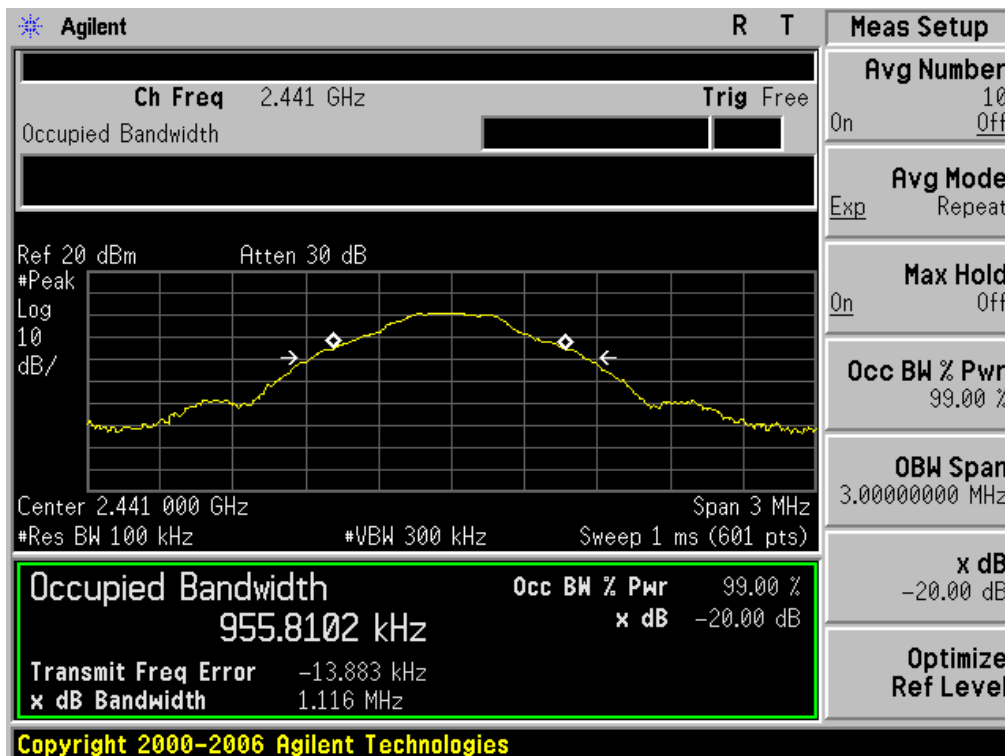 Agilent R T
Ch Freq 2.441 GHz Trig Free
Occupied Bandwidth
Ref 20 dBm Atten 30 dB
#Peak
Log
10
dB/
Center 2.441 000 GHz Span 3 MHz
#Res BW 100 kHz #VBW 300 kHz Sweep 1 ms (601 pts)
Occupied Bandwidth
955.8102 kHz
Occ BW % Pwr 99.00 %
x dB -20.00 dB
Transmit Freq Error -13.883 kHz
x dB Bandwidth 1.116 MHz
Copyright 2000-2006 Agilent Technologies
Meas Setup
Avg Number
10
On Off
Avg Mode
Exp Repeat
Max Hold
On Off
Occ BW % Pwr
99.00 %
OBW Span
3.00000000 MHz
x dB
-20.00 dB
Optimize
Ref Level